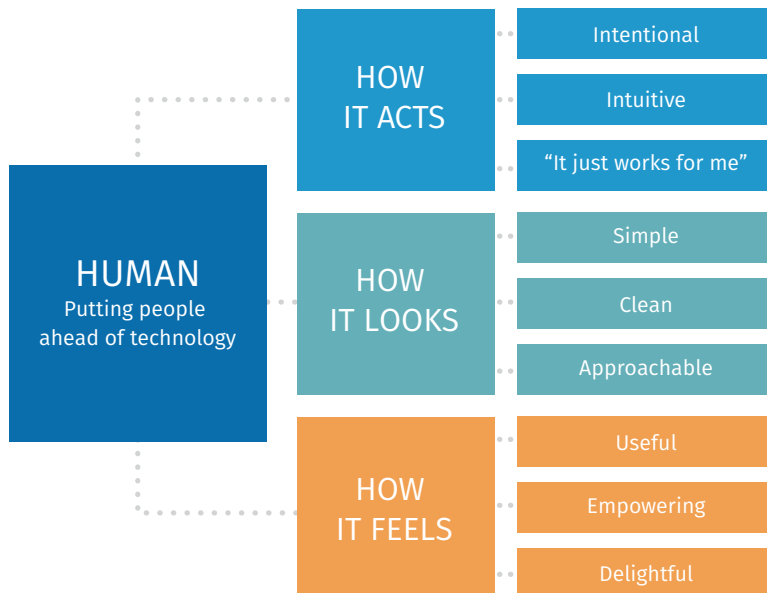 HUMAN
Putting people
ahead of technology
HOW
IT ACTS
Intentional
Intuitive
“It just works for me”
HOW
IT LOOKS
Simple
Clean
Approachable
HOW
IT FEELS
Useful
Empowering
Delightful